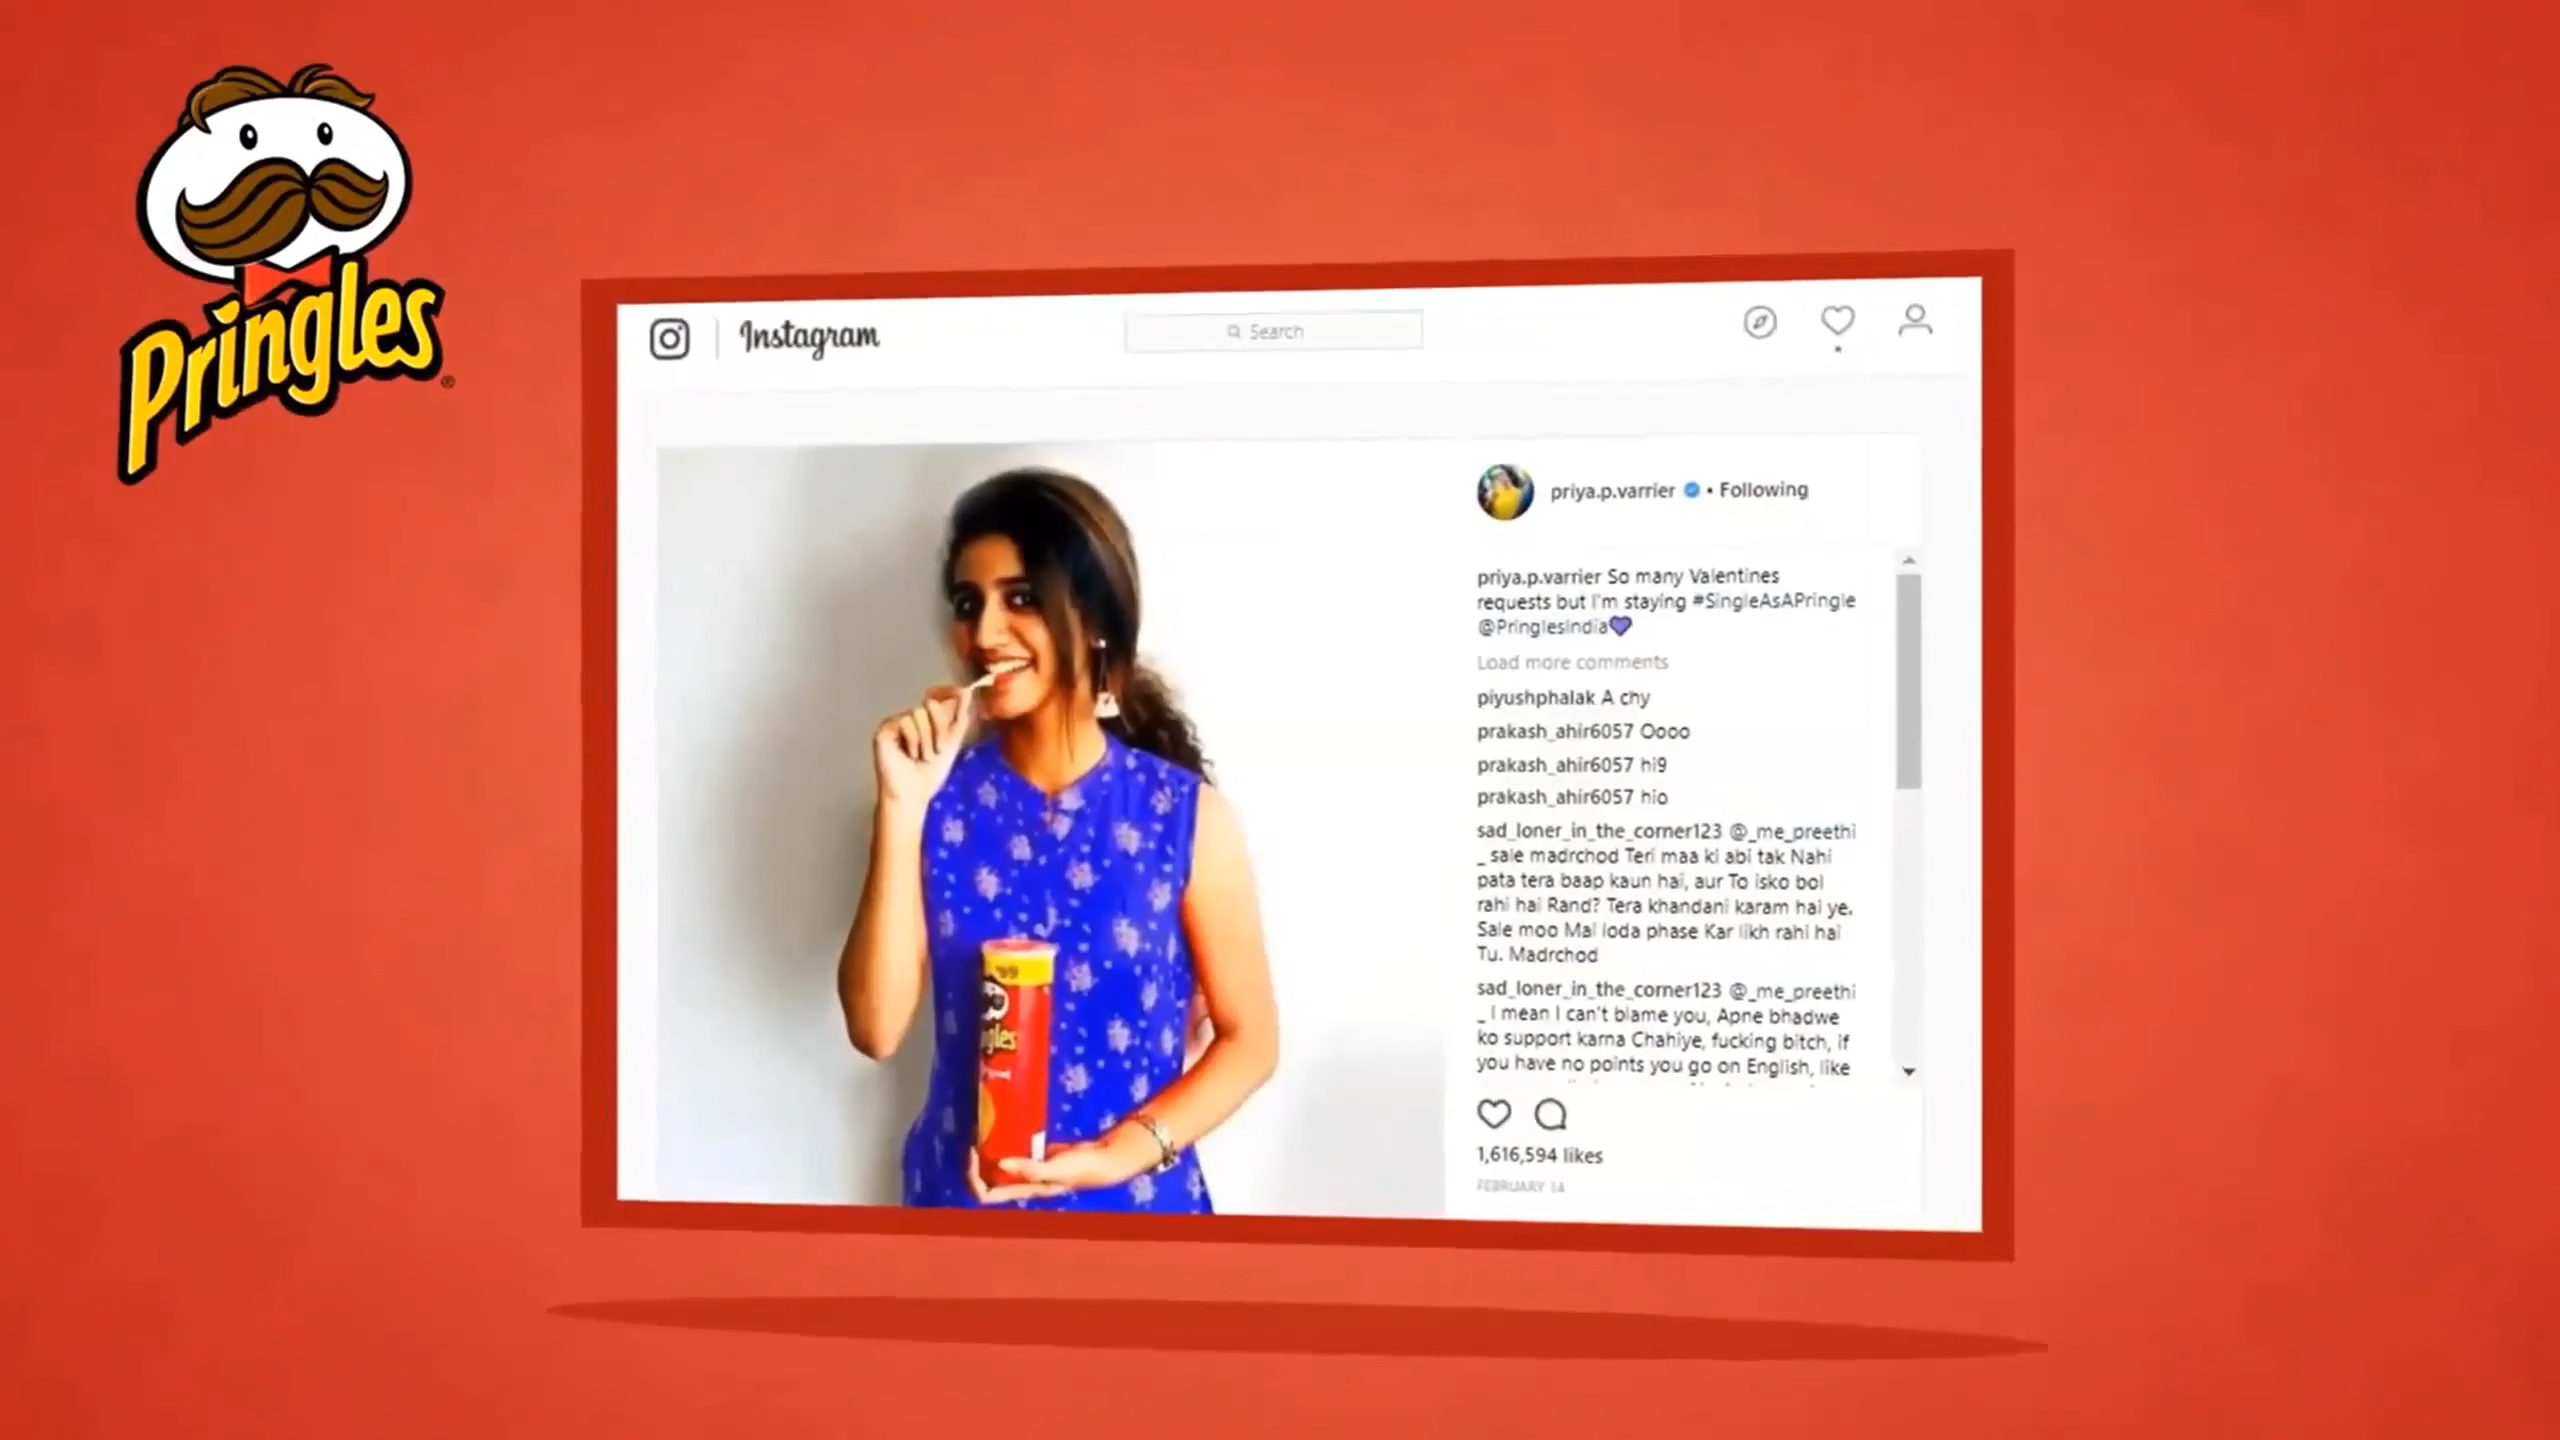 Pringles
Instagram
Search
priya.p.varrier • Following
priya.p.varrier So many Valentines
requests but I'm staying #SingleAsAPringle
@PringlesIndia💜
Load more comments
piyushphalak A chy
prakash_ahir6057 Oooo
prakash_ahir6057 hi9
prakash_ahir6057 hio
sad_loner_in_the_corner123 @_me_preethi
_ sale madrchod Teri maa ki abi tak Nahi
pata tera baap kaun hai, aur To isko bol
rahi hai Rand? Tera khandani karam hai ye.
Sale moo Mai loda phase Kar likh rahi hai
Tu. Madrchod
sad_loner_in_the_corner123 @_me_preethi
_ I mean I can't blame you, Apne bhadwe
ko support karna Chahiye, fucking bitch, if
you have no points you go on English, like
1,616,594 likes
FEBRUARY 14